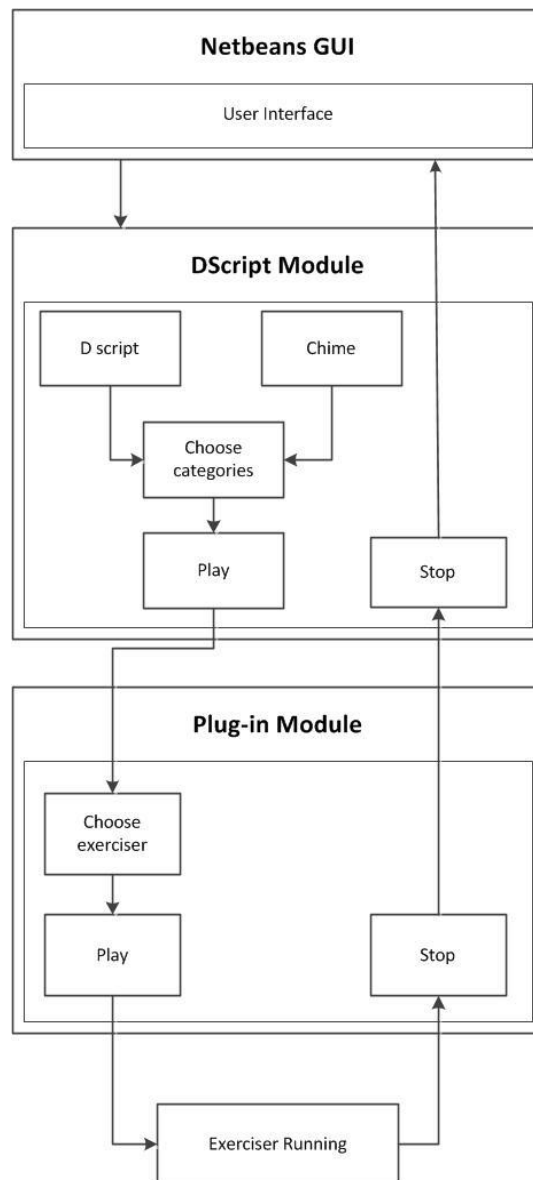 Netbeans GUI
User Interface
DScript Module
D script
Chime
Choose
categories
Play
Stop
Plug-in Module
Choose
exerciser
Play
Stop
Exerciser Running